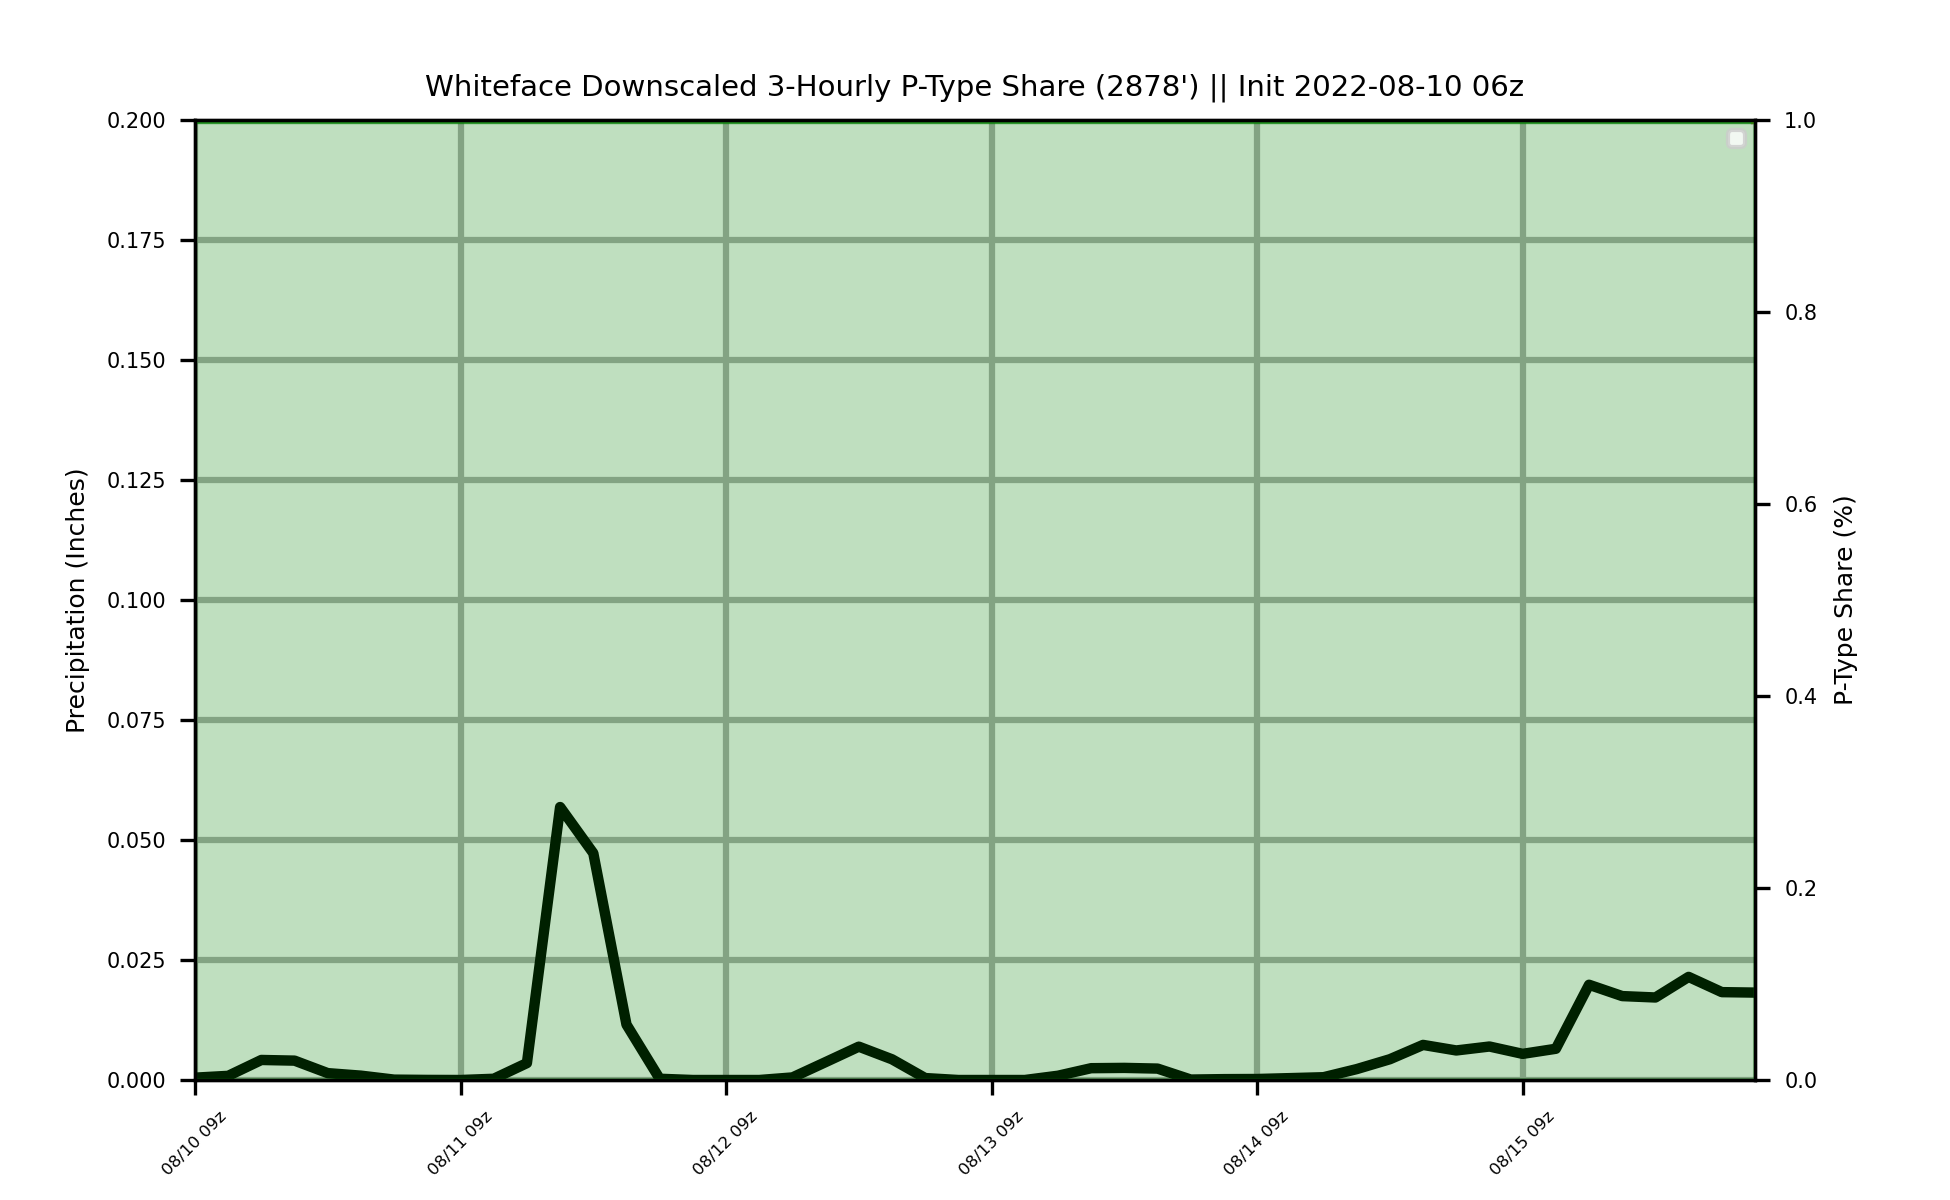 Whiteface Downscaled 3-Hourly P-Type Share (2878') || Init 2022-08-10 06z
0.200
0.175
0.150
0.125
0.100
0.075
0.050
0.025
0.000
Precipitation (Inches)
1.0
0.8
0.6
0.4
0.2
0.0
P-Type Share (%)
08/10 09z
08/11 09z
08/12 09z
08/13 09z
08/14 09z
08/15 09z